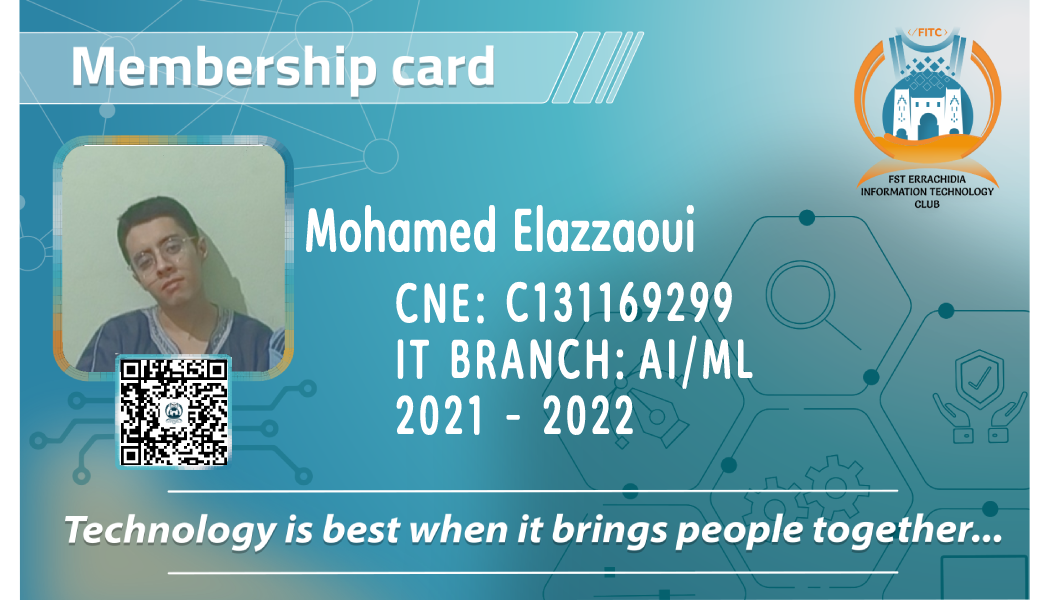 Membership card
</FITC>
FST ERRACHIDIA
INFORMATION TECHNOLOGY
CLUB
Mohamed Elazzaoui
CNE: C131169299
IT BRANCH: AI/ML
2021 - 2022
Technology is best when it brings people together...